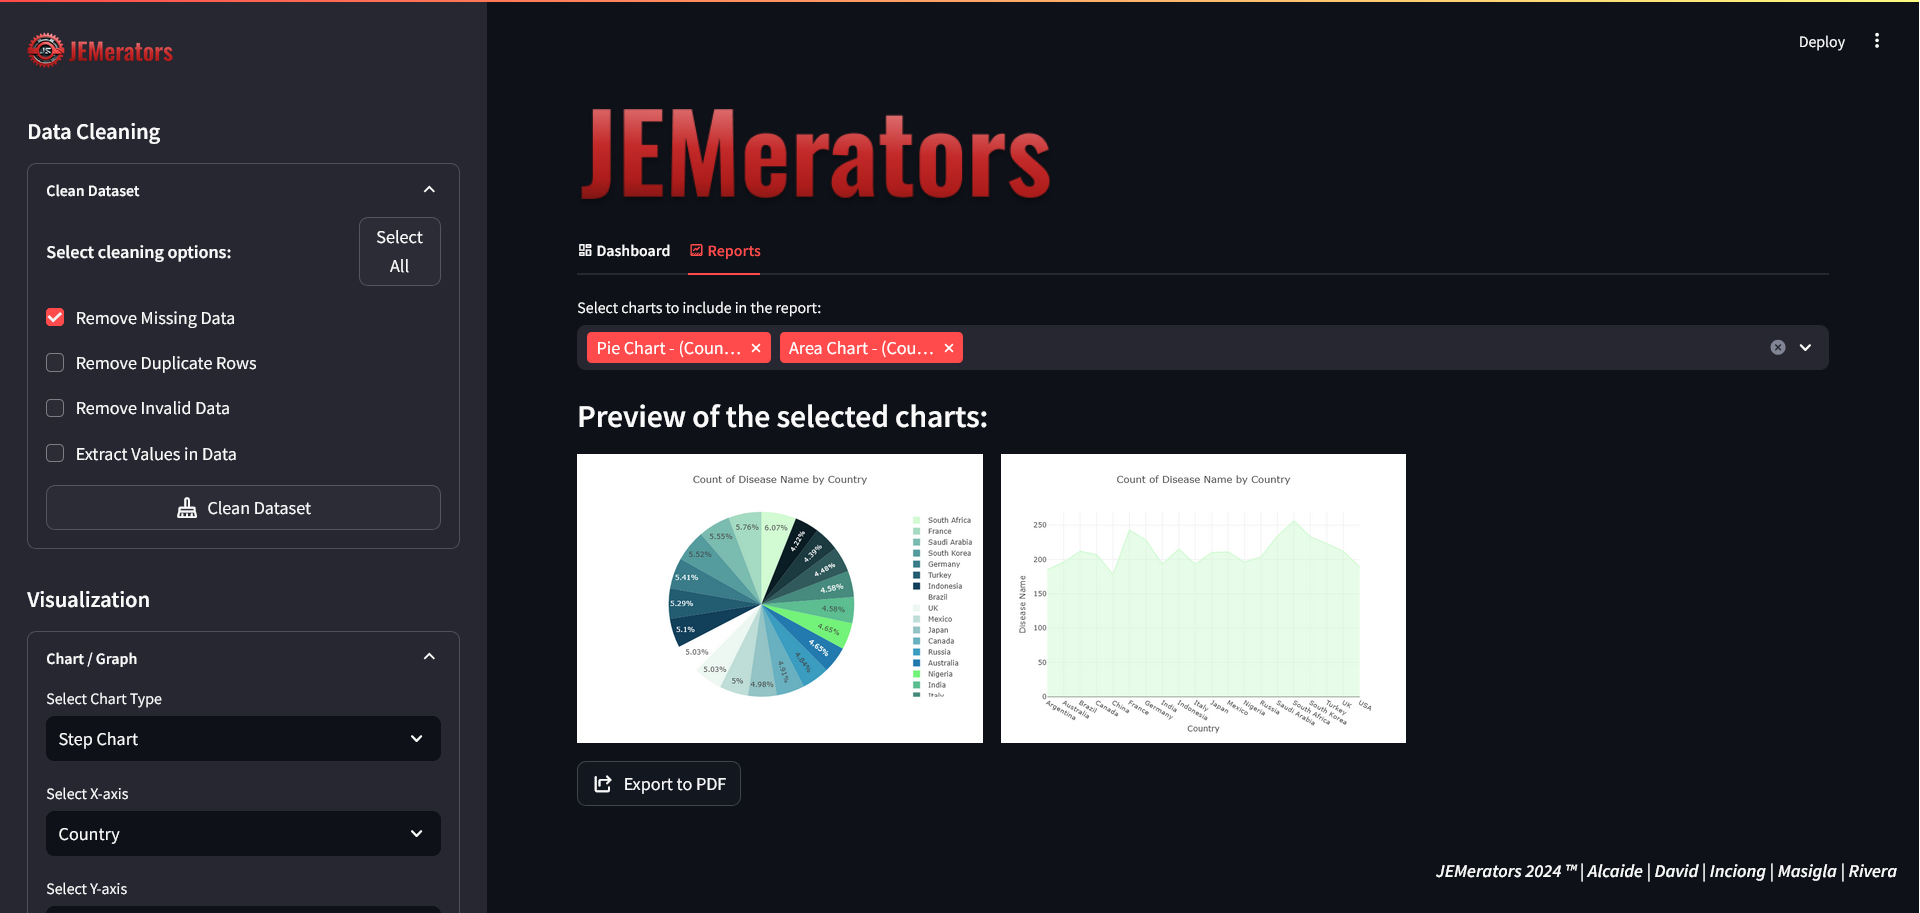 JS JEMerators
Data Cleaning
Clean Dataset
Select cleaning options:
Select
All
Remove Missing Data
Remove Duplicate Rows
Remove Invalid Data
Extract Values in Data
Clean Dataset
Visualization
Chart / Graph
Select Chart Type
Step Chart
Select X-axis
Country
Select Y-axis
Deploy
JEMerators
Dashboard Reports
Select charts to include in the report:
Pie Chart - (Coun... Area Chart - (Cou...
Preview of the selected charts:
Count of Disease Name by Country
6.07%
4.22%
4.39%
4.48%
4.58%
4.58%
4.65%
4.65%
4.84%
4.91%
4.98%
5%
5.03%
5.03%
5.1%
5.29%
5.41%
5.52%
5.55%
5.76%
South Africa
France
Saudi Arabia
South Korea
Germany
Turkey
Indonesia
Brazil
UK
Mexico
Japan
Canada
Russia
Australia
Nigeria
India
Italy
Count of Disease Name by Country
Disease Name
250
200
150
100
50
0
Argentina
Australia
Brazil
Canada
China
France
Germany
India
Indonesia
Italy
Japan
Mexico
Nigeria
Russia
Saudi Arabia
South Africa
South Korea
Turkey
UK
USA
Country
Export to PDF
JEMerators 2024 ™ | Alcaide | David | Inciong | Masigla | Rivera